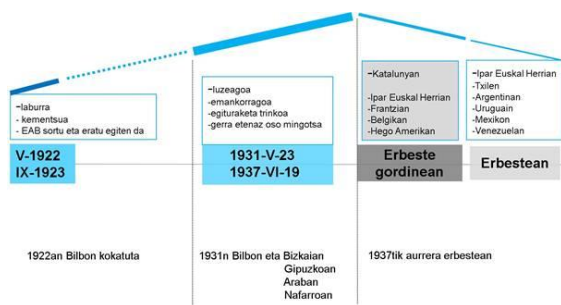 -laburra
- kementsua
- EAB sortu eta eratu egiten da
-luzeagoa
-emankorragoa
-egituraketa trinkoa
-gerra etenaz oso mingotsa
-Katalunyan
-Ipar Euskal Herrian
-Frantzian
-Belgikan
-Hego Amerikan
-Ipar Euskal Herrian
-Txilen
-Argentinan
-Uruguain
-Mexikon
-Venezuelan
V-1922
IX-1923
1931-V-23
1937-VI-19
Erbeste
gordinean
Erbestean
1922an Bilbon kokatuta
1931n Bilbon eta Bizkaian
Gipuzkoan
Araban
Nafarroan
1937tik aurrera erbestean